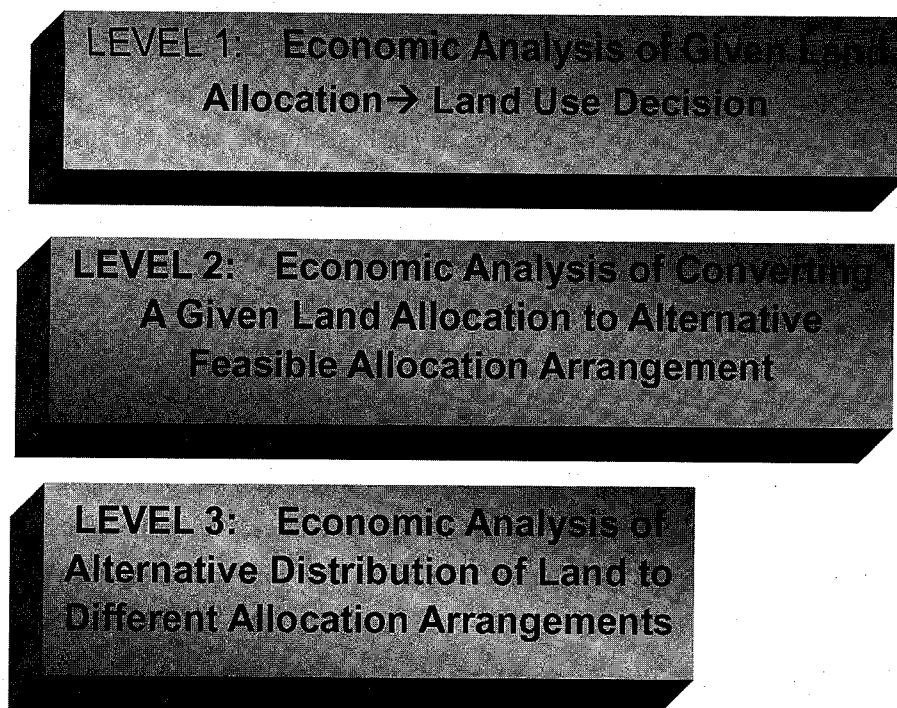 LEVEL 1: Economic Analysis of Given Land
Allocation→ Land Use Decision
LEVEL 2: Economic Analysis of Converting
A Given Land Allocation to Alternative
Feasible Allocation Arrangement
LEVEL 3: Economic Analysis of
Alternative Distribution of Land to
Different Allocation Arrangements